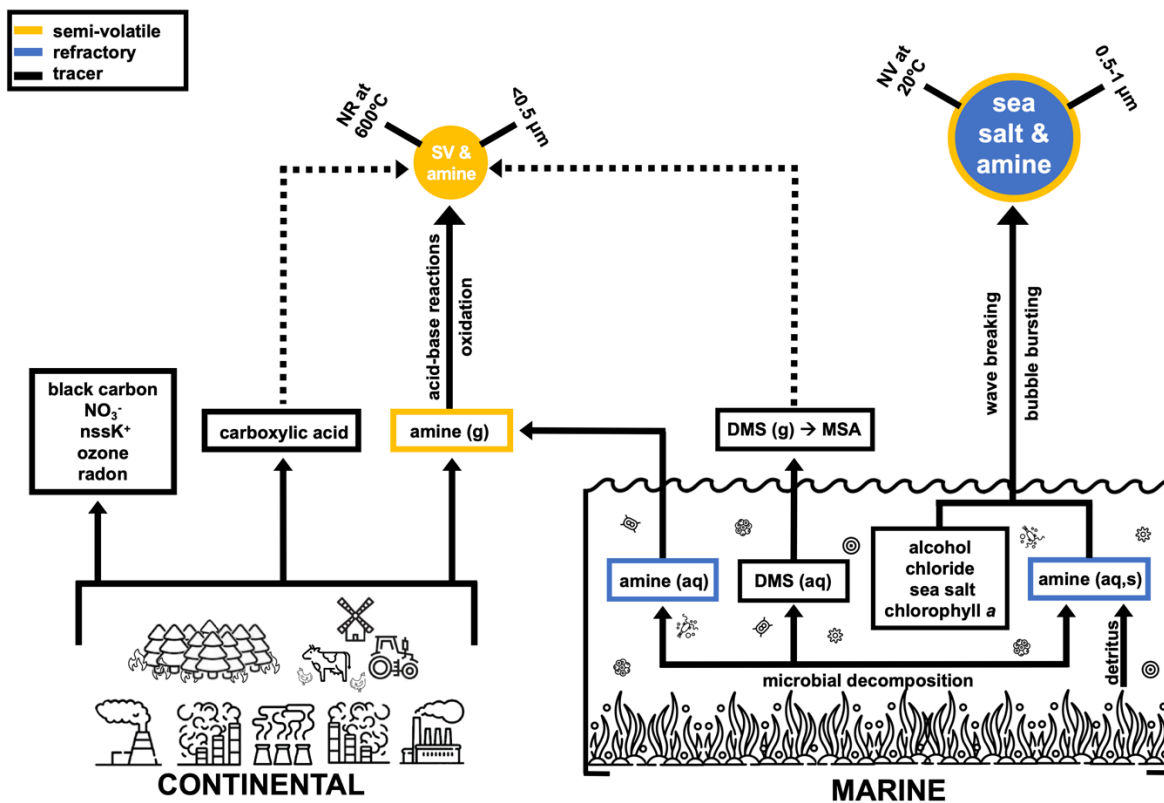 semi-volatile
refractory
tracer
NR at
600ºC
<0.5 µm
SV &
amine
NV at
20ºC
0.5-1 µm
sea
salt &
amine
acid-base reactions
oxidation
wave breaking
bubble bursting
black carbon
NO₃⁻
nssK⁺
ozone
radon
carboxylic acid
amine (g)
DMS (g) → MSA
amine (aq)
DMS (aq)
alcohol
chloride
sea salt
chlorophyll a
amine (aq,s)
microbial decomposition
detritus
CONTINENTAL
MARINE